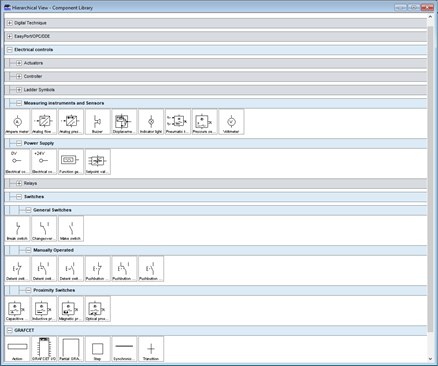 Hierarchical View - Component Library
Digital Technique
EasyPort/OPC/DDE
Electrical controls
Actuators
Controller
Ladder Symbols
Measuring instruments and Sensors
Ampere meter Analog flow ... Analog pres... Buzzer Displaceme... Indicator light Pneumatic t... Pressure se... Voltmeter
Power Supply
0V +24V
Electrical co... Electrical co... Function ge... Setpoint val...
Relays
Switches
General Switches
Break switch Changeover... Make switch
Manually Operated
Detent swit... Detent swit... Detent swit... Pushbutton ... Pushbutton ... Pushbutton ...
Proximity Switches
Capacitive ... Inductive pr... Magnetic pr... Optical prox...
GRAFCET
Action GRAFCET I/O Partial GRA... Step Synchroniz... Transition